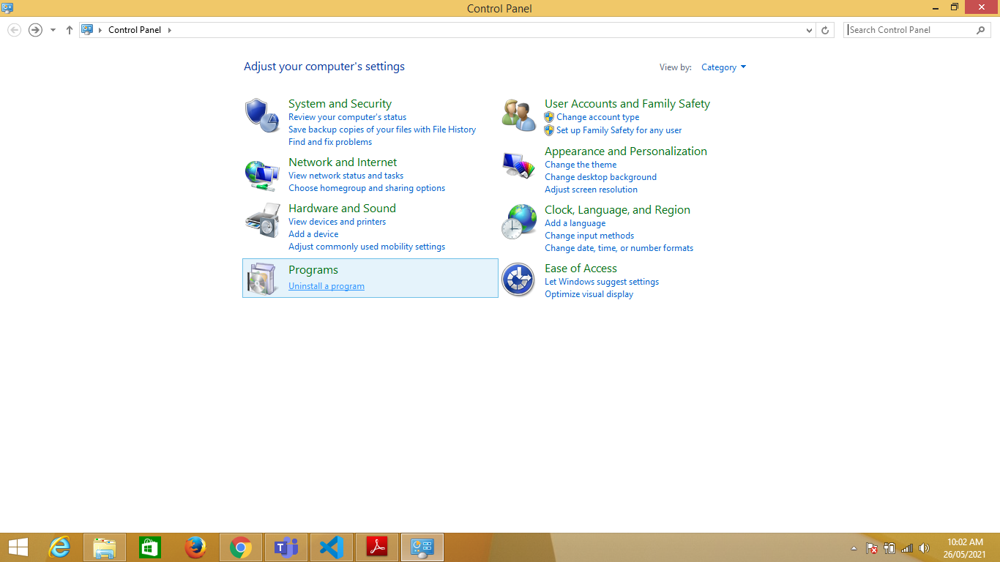 Control Panel
Control Panel
Search Control Panel
Adjust your computer's settings
View by: Category
System and Security
Review your computer's status
Save backup copies of your files with File History
Find and fix problems
Network and Internet
View network status and tasks
Choose homegroup and sharing options
Hardware and Sound
View devices and printers
Add a device
Adjust commonly used mobility settings
Programs
Uninstall a program
User Accounts and Family Safety
Change account type
Set up Family Safety for any user
Appearance and Personalization
Change the theme
Change desktop background
Adjust screen resolution
Clock, Language, and Region
Add a language
Change input methods
Change date, time, or number formats
Ease of Access
Let Windows suggest settings
Optimize visual display
10:02 AM
26/05/2021